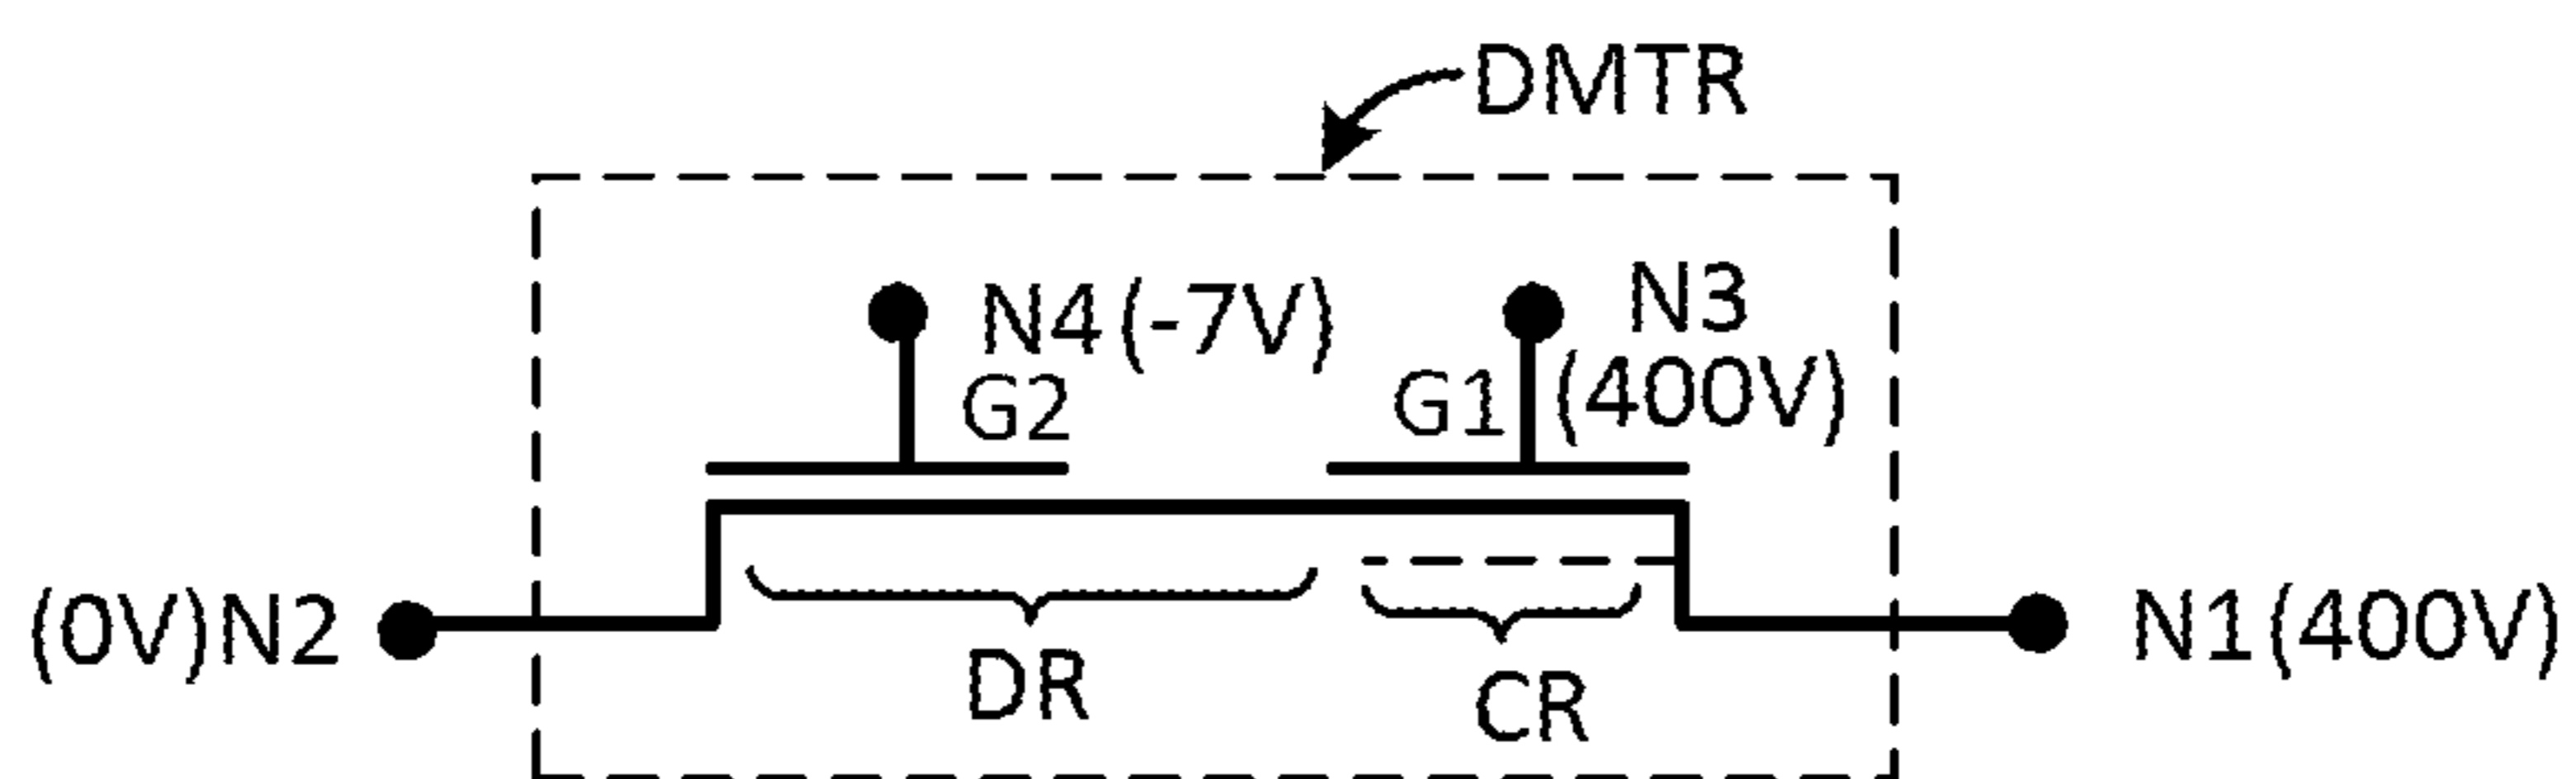 DMTR
N4 (-7V)
N3
G2
G1
(400V)
(0V)N2
N1(400V)
DR
CR